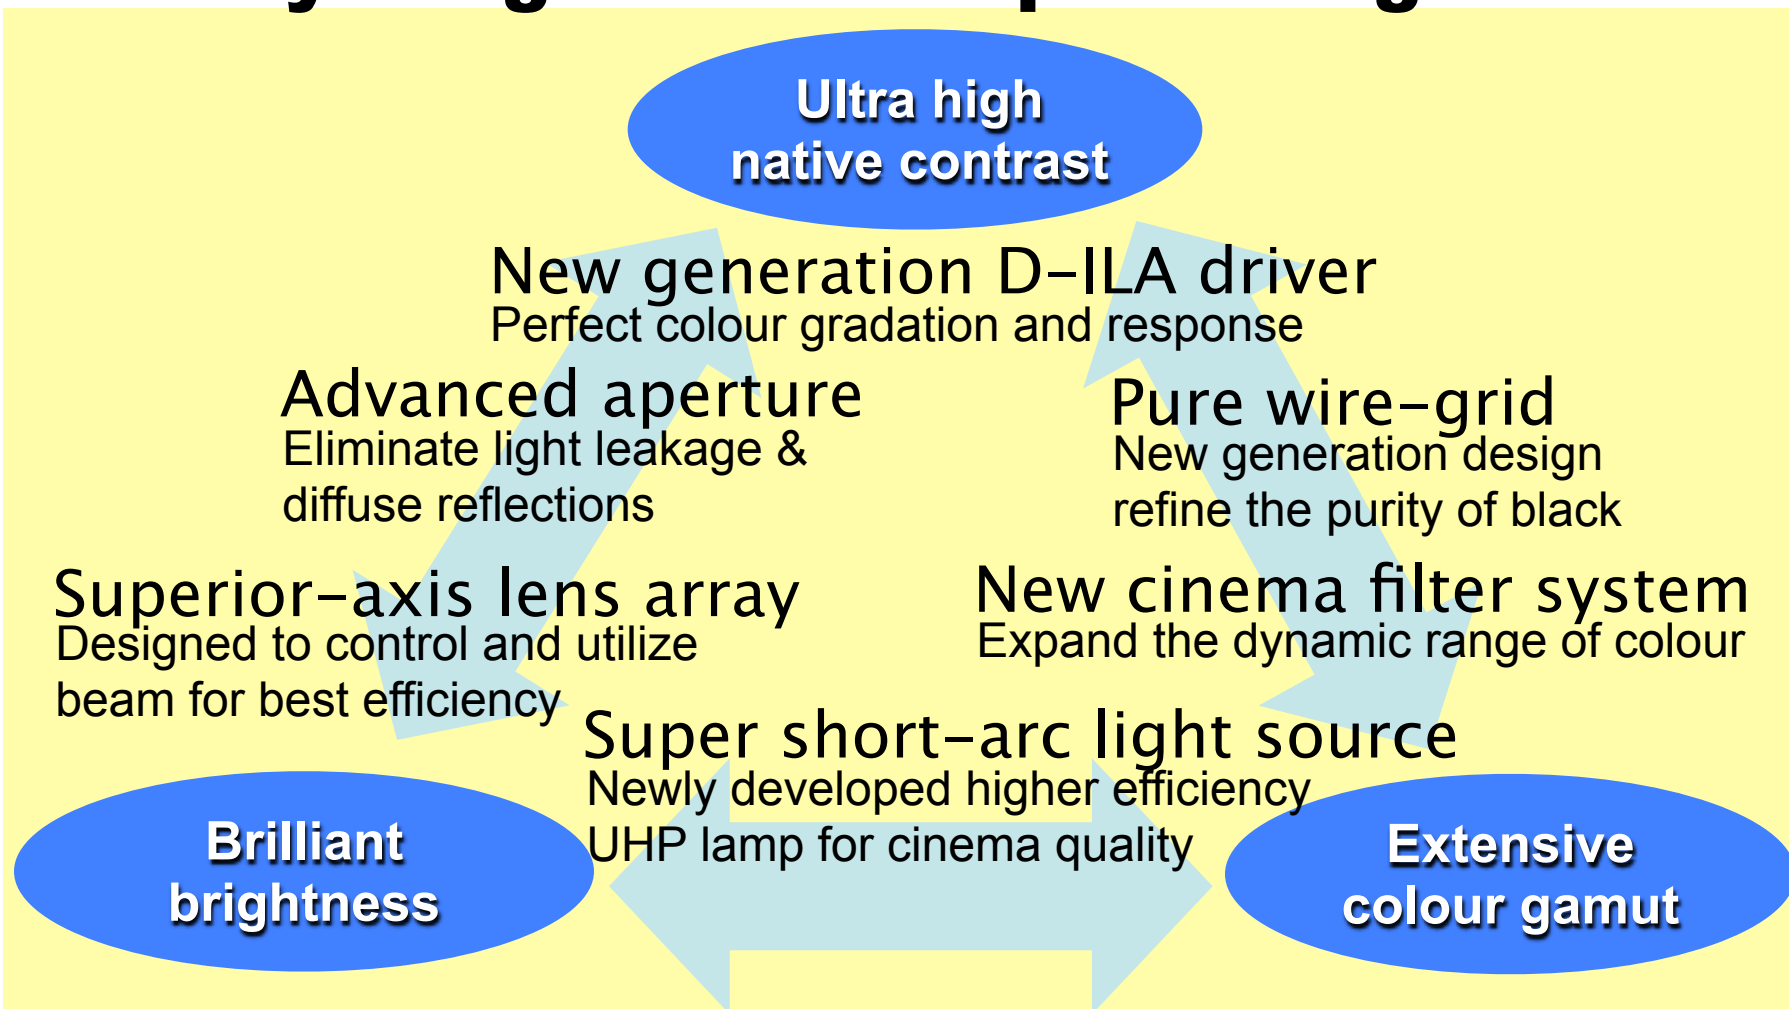 Ultra high
native contrast
New generation D-ILA driver
Perfect colour gradation and response
Advanced aperture
Eliminate light leakage &
diffuse reflections
Pure wire-grid
New generation design
refine the purity of black
Superior-axis lens array
Designed to control and utilize
beam for best efficiency
New cinema filter system
Expand the dynamic range of colour
Super short-arc light source
Newly developed higher efficiency
UHP lamp for cinema quality
Brilliant
brightness
Extensive
colour gamut